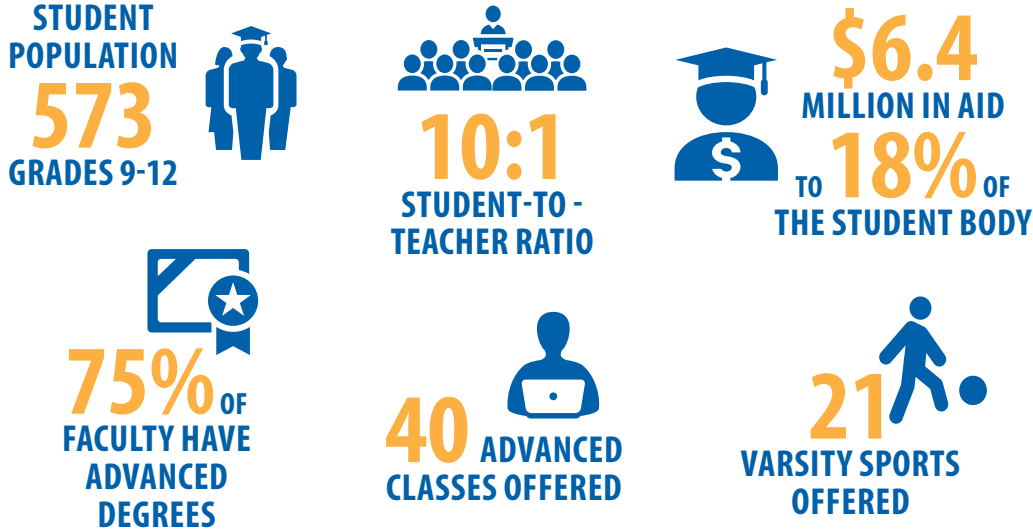 STUDENT
POPULATION
573
GRADES 9-12
10:1
STUDENT-TO -
TEACHER RATIO
$6.4
MILLION IN AID
TO 18% OF
THE STUDENT BODY
$
75% OF
FACULTY HAVE
ADVANCED
DEGREES
40 ADVANCED
CLASSES OFFERED
21
VARSITY SPORTS
OFFERED